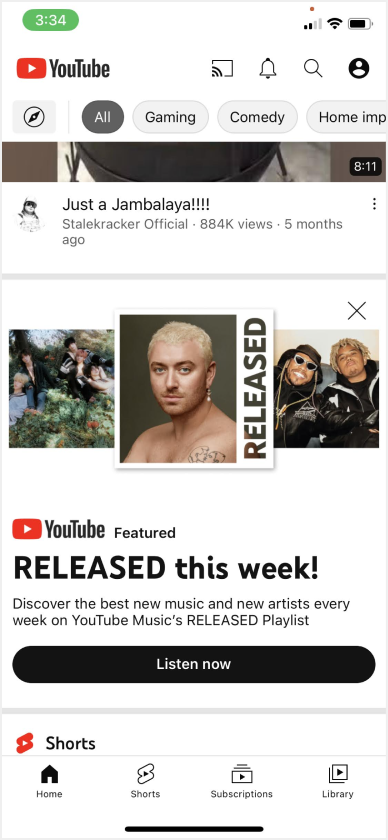 3:34
YouTube
All
Gaming
Comedy
Home imp
8:11
Just a Jambalaya!!!!
Stalekracker Official · 884K views · 5 months
ago
RELEASED
YouTube Featured
RELEASED this week!
Discover the best new music and new artists every
week on YouTube Music's RELEASED Playlist
Listen now
Shorts
Home
Shorts
Subscriptions
Library